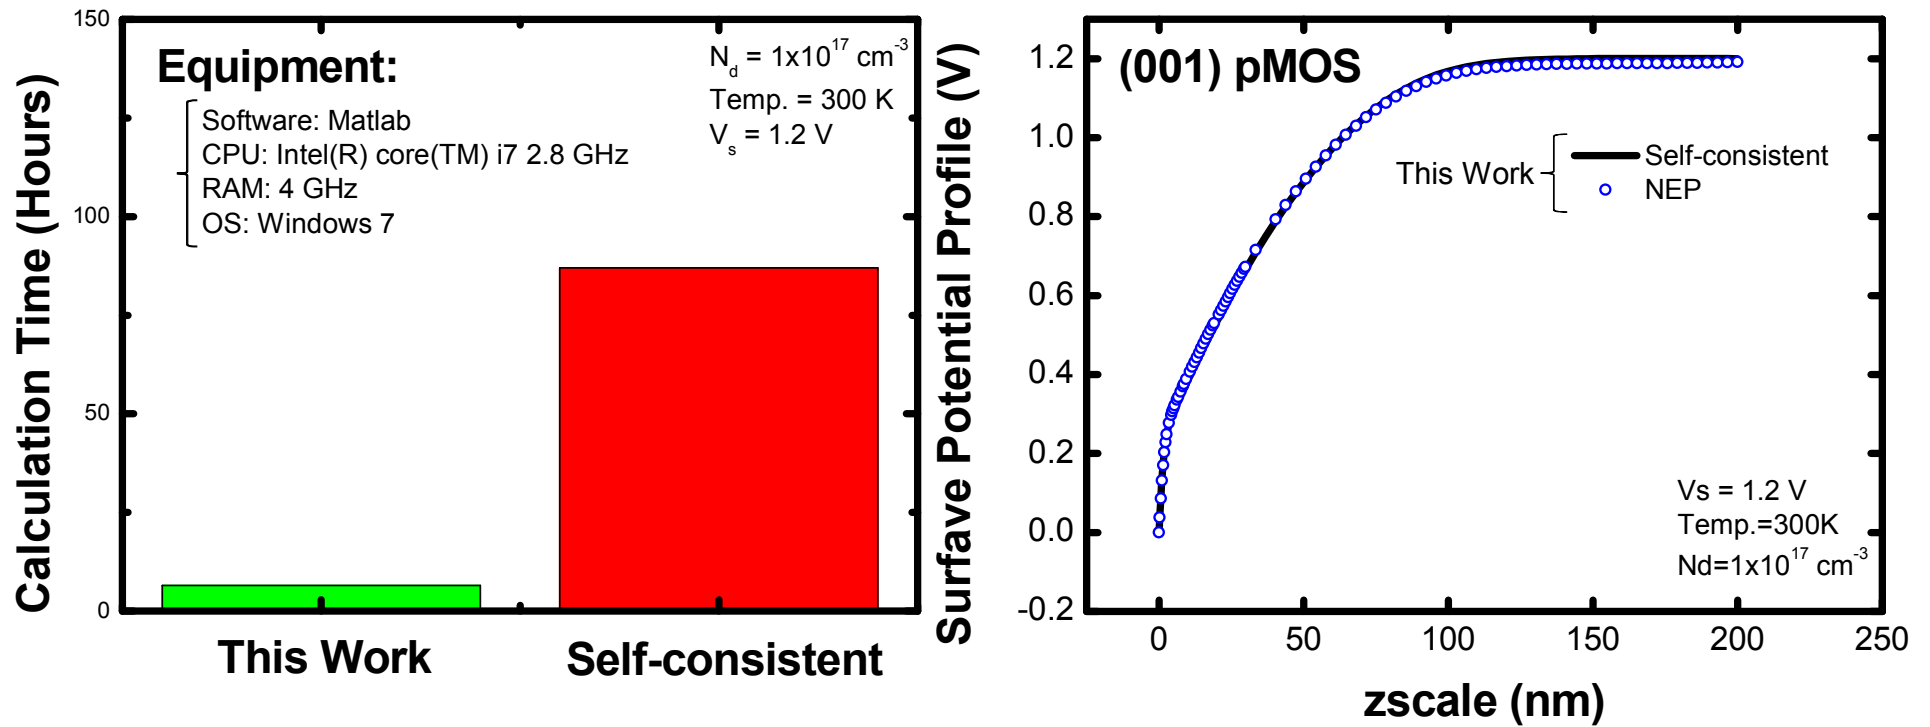 Calculation Time (Hours)
150
100
50
0
Equipment:
Software: Matlab
CPU: Intel(R) core(TM) i7 2.8 GHz
RAM: 4 GHz
OS: Windows 7
N_d = 1x10^17 cm^-3
Temp. = 300 K
V_s = 1.2 V
This Work
Self-consistent
Surfave Potential Profile (V)
1.2
1.0
0.8
0.6
0.4
0.2
0.0
-0.2
(001) pMOS
This Work
Self-consistent
NEP
Vs = 1.2 V
Temp.=300K
Nd=1x10^17 cm^-3
0 50 100 150 200 250
zscale (nm)